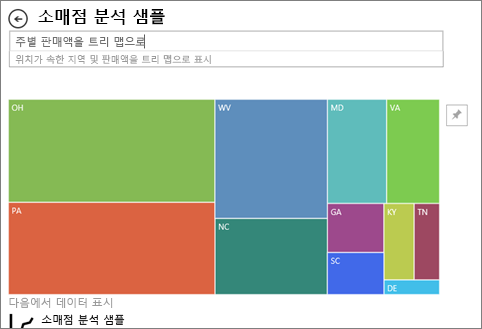 소매점 분석 샘플
주별 판매액을 트리 맵으로
위치가 속한 지역 및 판매액을 트리 맵으로 표시
OH
WV
MD
VA
PA
NC
GA
KY
TN
SC
DE
다음에서 데이터 표시
소매점 분석 샘플